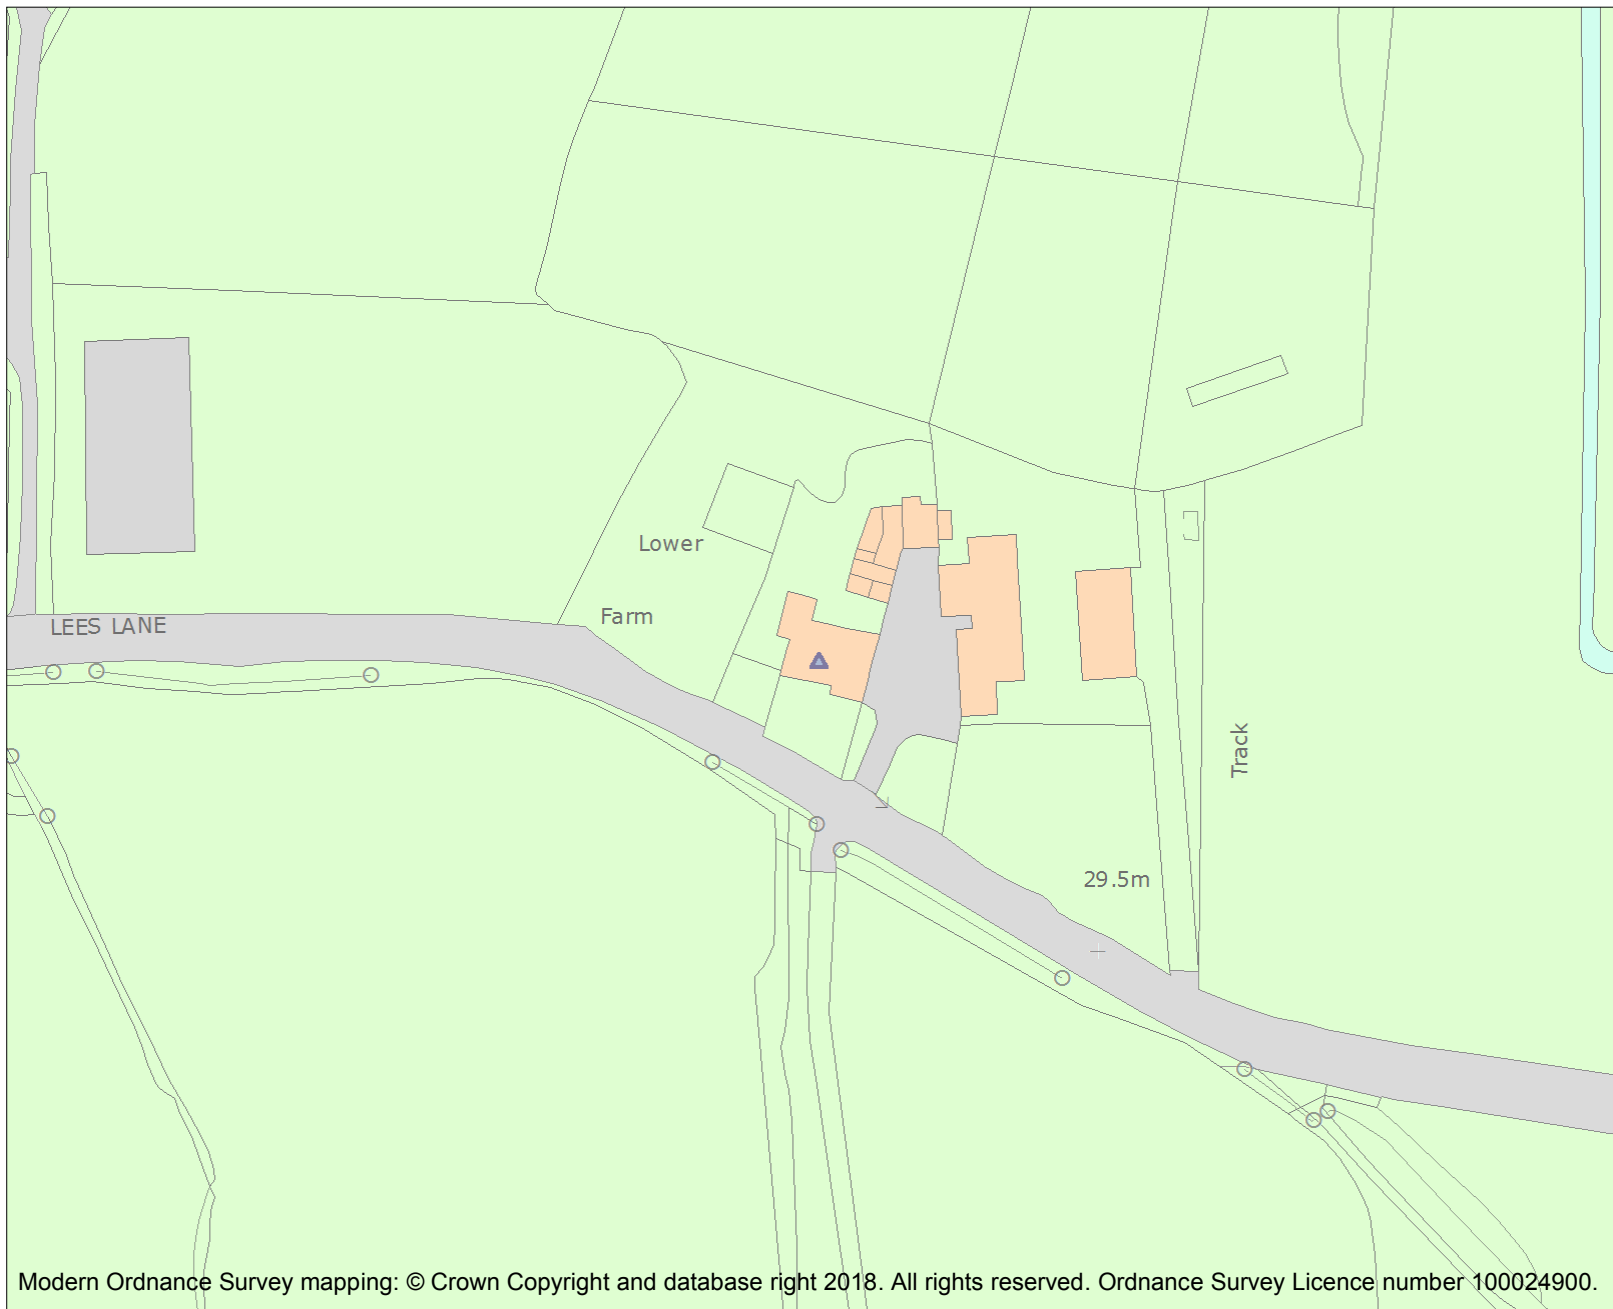 Lower
Farm
LEES LANE
Track
29.5m
Modern Ordnance Survey mapping: © Crown Copyright and database right 2018. All rights reserved. Ordnance Survey Licence number 100024900.